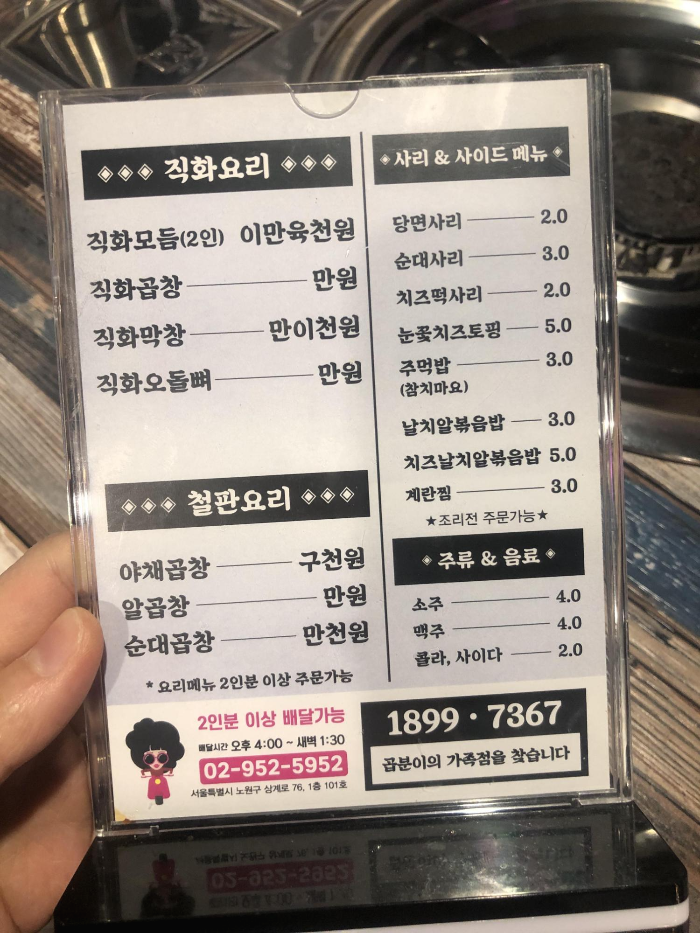 직화요리
직화모듬(2인) 이만육천원
직화곱창 만원
직화막창 만이천원
직화오돌뼈 만원
철판요리
야채곱창 구천원
알곱창 만원
순대곱창 만천원
* 요리메뉴 2인분 이상 주문가능
사리 & 사이드 메뉴
당면사리 2.0
순대사리 3.0
치즈떡사리 2.0
눈꽃치즈토핑 5.0
주먹밥 3.0
(참치마요)
날치알볶음밥 3.0
치즈날치알볶음밥 5.0
계란찜 3.0
★조리전 주문가능★
주류 & 음료
소주 4.0
맥주 4.0
콜라, 사이다 2.0
2인분 이상 배달가능
배달시간 오후 4:00 ~ 새벽 1:30
02-952-5952
서울특별시 노원구 상계로 76, 1층 101호
1899·7367
곱분이의 가족점을 찾습니다